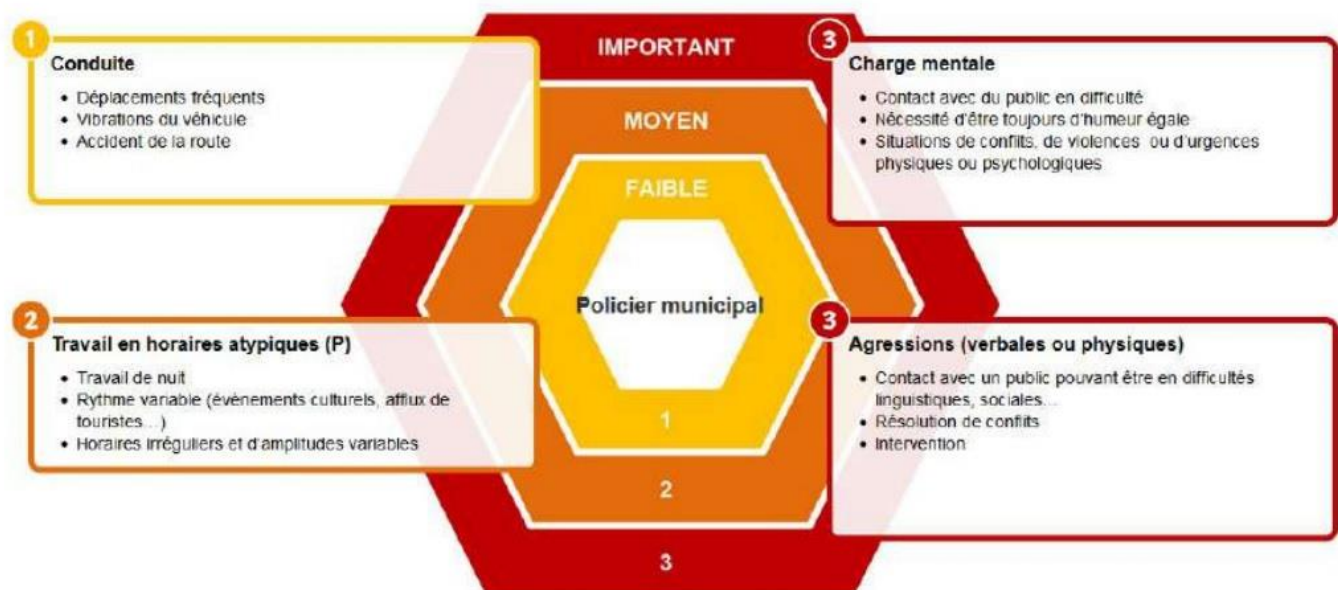 1
Conduite
• Déplacements fréquents
• Vibrations du véhicule
• Accident de la route
IMPORTANT
MOYEN
FAIBLE
3
Charge mentale
• Contact avec du public en difficulté
• Nécessité d'être toujours d'humeur égale
• Situations de conflits, de violences ou d'urgences
physiques ou psychologiques
Policier municipal
2
Travail en horaires atypiques (P)
• Travail de nuit
• Rythme variable (évènements culturels, afflux de
touristes...)
• Horaires irréguliers et d'amplitudes variables
3
Agressions (verbales ou physiques)
• Contact avec un public pouvant être en difficultés
linguistiques, sociales...
• Résolution de conflits
• Intervention
1
2
3